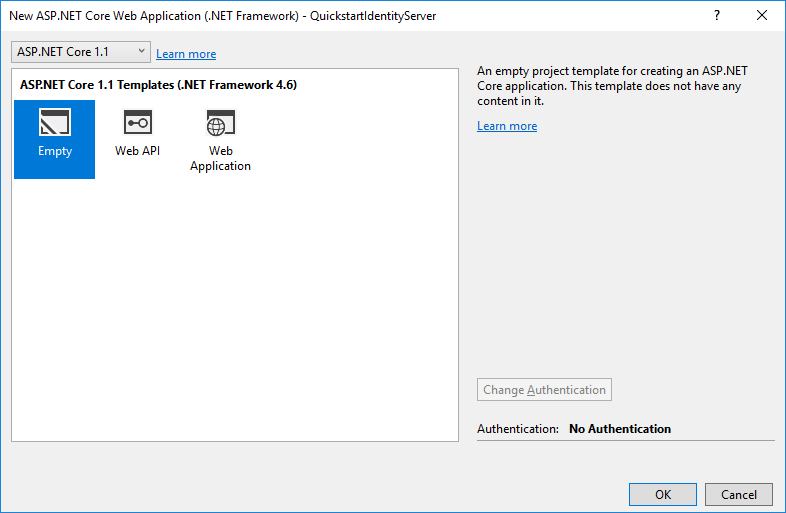 New ASP.NET Core Web Application (.NET Framework) - QuickstartIdentityServer
?
ASP.NET Core 1.1
Learn more
ASP.NET Core 1.1 Templates (.NET Framework 4.6)
Empty
Web API
Web
Application
An empty project template for creating an ASP.NET
Core application. This template does not have any
content in it.
Learn more
Change Authentication
Authentication: No Authentication
OK
Cancel